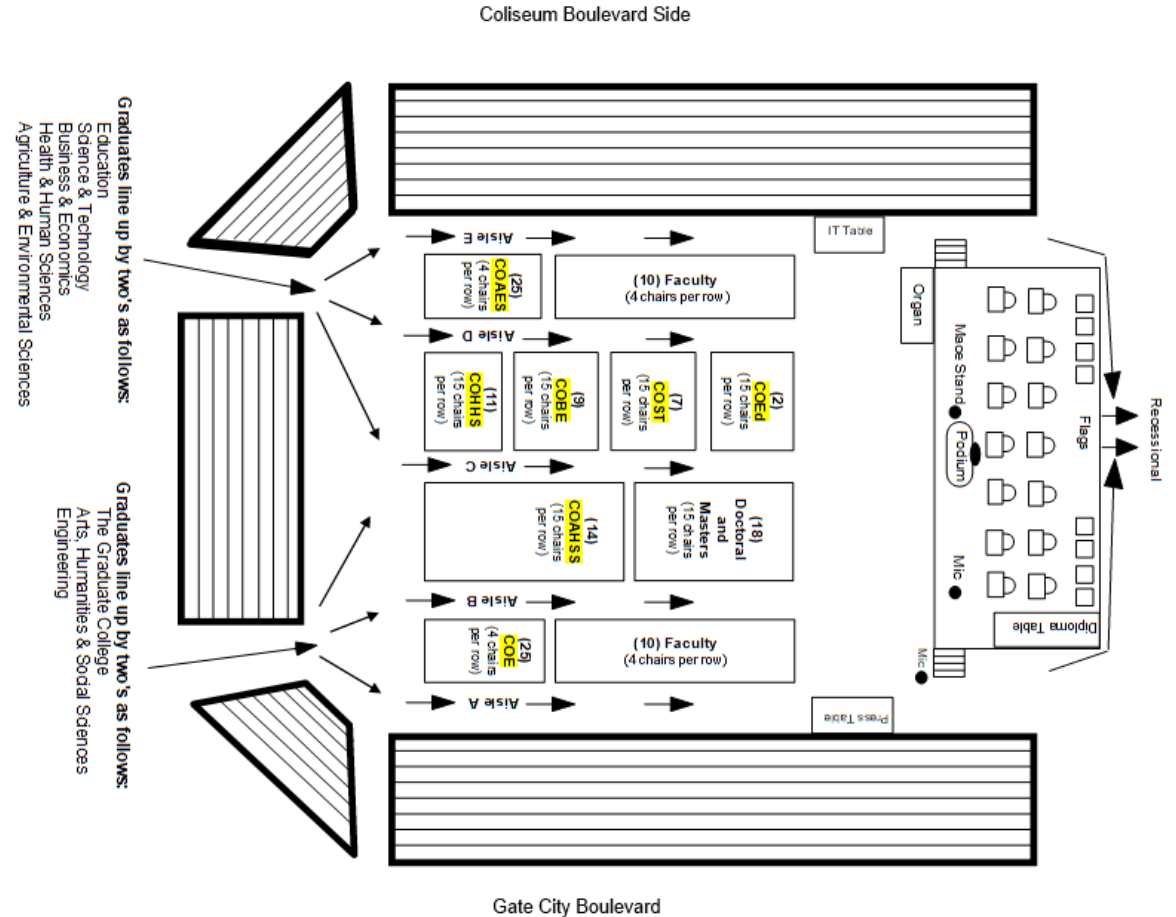 Coliseum Boulevard Side
Graduates line up by two's as follows:
Education
Science & Technology
Business & Economics
Health & Human Sciences
Agriculture & Environmental Sciences
Aisle E
IT Table
(25)
COAES
(4 chairs
per row)
(10) Faculty
(4 chairs per row)
Organ
Aisle D
(11)
COHHS
(15 chairs
per row)
(9)
COBE
(15 chairs
per row)
(7)
COST
(15 chairs
per row)
(2)
COEd
(15 chairs
per row)
Mace Stand
Podium
Flags
Recessional
Aisle C
Graduates line up by two's as follows:
The Graduate College
Arts, Humanities & Social Sciences
Engineering
(14)
COAHSS
(15 chairs
per row)
(18)
Doctoral
and
Masters
(15 chairs
per row)
Mic
Aisle B
Diploma Table
(25)
COE
(4 chairs
per row)
(10) Faculty
(4 chairs per row)
Mic
Aisle A
Press Table
Gate City Boulevard